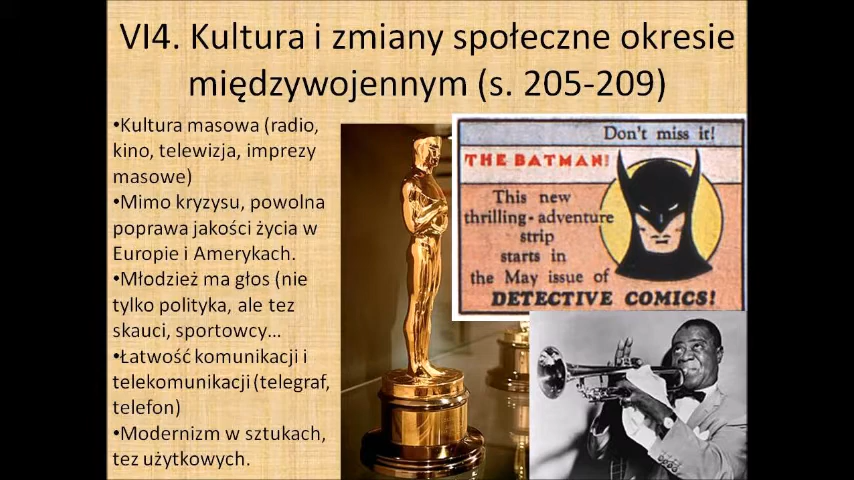 VI4. Kultura i zmiany społeczne okresie
międzywojennym (s. 205-209)
•Kultura masowa (radio,
kino, telewizja, imprezy
masowe)
•Mimo kryzysu, powolna
poprawa jakości życia w
Europie i Amerykach.
•Młodzież ma głos (nie
tylko polityka, ale tez
skauci, sportowcy...
•Łatwość komunikacji i
telekomunikacji (telegraf,
telefon)
•Modernizm w sztukach,
tez użytkowych.
Don't miss it!
THE BATMAN!
This new
thrilling-adventure
strip
starts in
the May issue of
DETECTIVE COMICS!